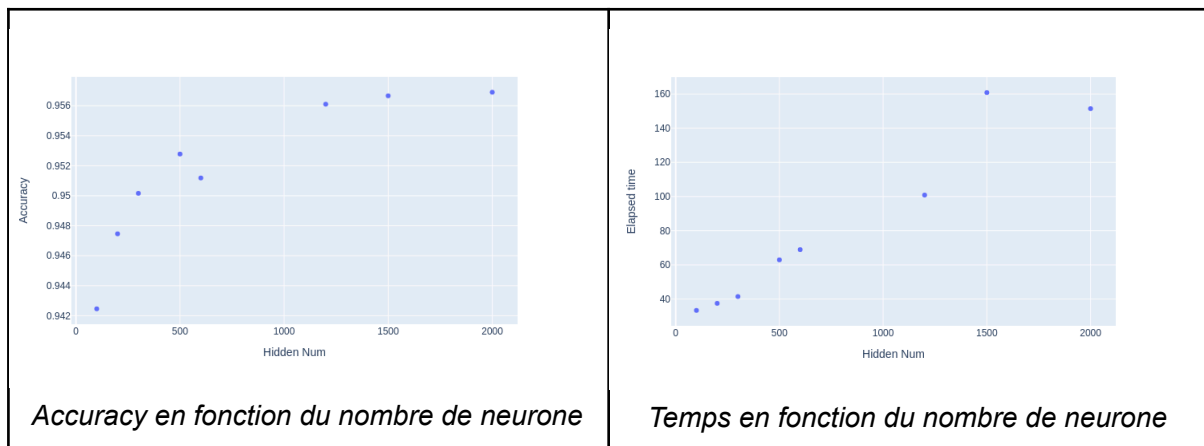 0.956
0.954
0.952
0.95
0.948
0.946
0.944
0.942
Accuracy
0 500 1000 1500 2000
Hidden Num
Accuracy en fonction du nombre de neurone
160
140
120
100
80
60
40
Elapsed time
0 500 1000 1500 2000
Hidden Num
Temps en fonction du nombre de neurone